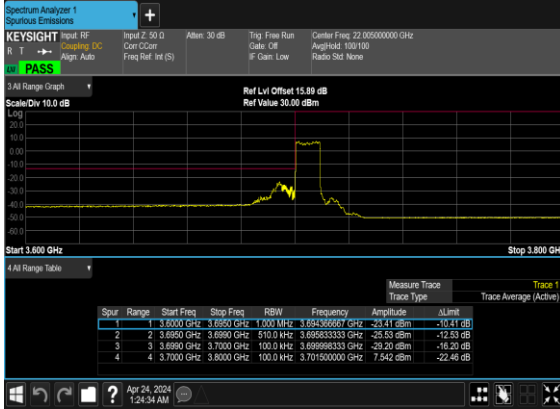 Spectrum Analyzer 1
Spurious Emissions
+
KEYSIGHT Input: RF Input Z: 50 Ω Atten: 30 dB Trig: Free Run Center Freq: 22.005000000 GHz
R T Coupling: DC Corr CCorr Gate: Off Avg|Hold: 100/100
Align: Auto Freq Ref: Int (S) IF Gain: Low Radio Std: None
PASS
3 All Range Graph
Ref Lvl Offset 15.89 dB
Scale/Div 10.0 dB Ref Value 30.00 dBm
Log
20.0
10.0
0.00
-10.0
-20.0
-30.0
-40.0
-50.0
-60.0
Start 3.600 GHz Stop 3.800 GH
4 All Range Table
Measure Trace Trace 1
Trace Type Trace Average (Active)
Spur Range Start Freq Stop Freq RBW Frequency Amplitude ΔLimit
1 1 3.6000 GHz 3.6950 GHz 1.000 MHz 3.694366667 GHz -23.41 dBm -10.41 dB
2 2 3.6950 GHz 3.6990 GHz 510.0 kHz 3.695833333 GHz -25.53 dBm -12.53 dB
3 3 3.6990 GHz 3.7000 GHz 100.0 kHz 3.699998333 GHz -29.20 dBm -16.20 dB
4 4 3.7000 GHz 3.8000 GHz 100.0 kHz 3.701500000 GHz 7.542 dBm -22.46 dB
? Apr 24, 2024
1:24:34 AM